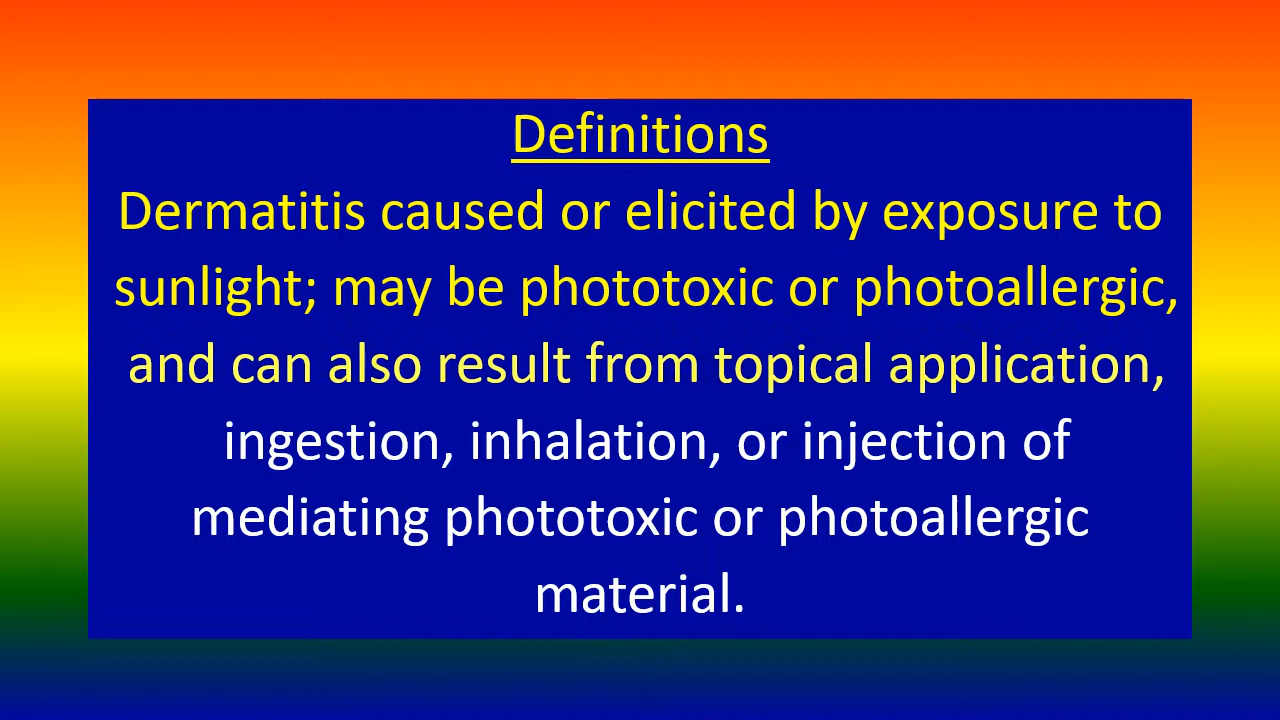 Definitions
Dermatitis caused or elicited by exposure to
sunlight; may be phototoxic or photoallergic,
and can also result from topical application,
ingestion, inhalation, or injection of
mediating phototoxic or photoallergic
material.